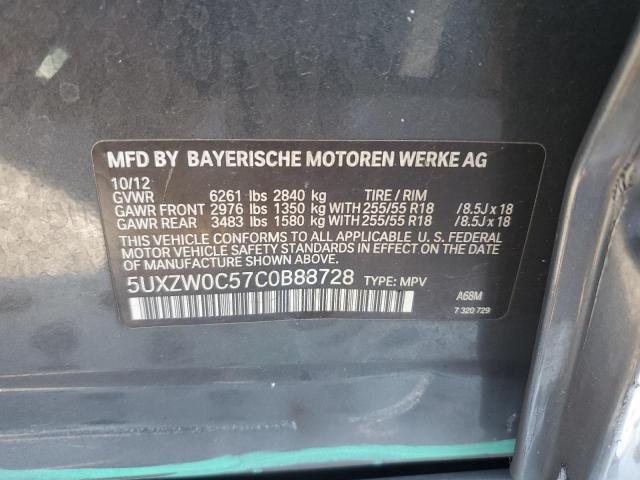 MFD BY BAYERISCHE MOTOREN WERKE AG
10/12
GVWR 6261 lbs 2840 kg TIRE / RIM
GAWR FRONT 2976 lbs 1350 kg WITH 255/55 R18 /8.5J x 18
GAWR REAR 3483 lbs 1580 kg WITH 255/55 R18 /8.5J x 18
THIS VEHICLE CONFORMS TO ALL APPLICABLE U. S. FEDERAL
MOTOR VEHICLE SAFETY STANDARDS IN EFFECT ON THE DATE
OF MANUFACTURE SHOWN ABOVE.
5UXZW0C57C0B88728 TYPE: MPV
A68M
7 320 729